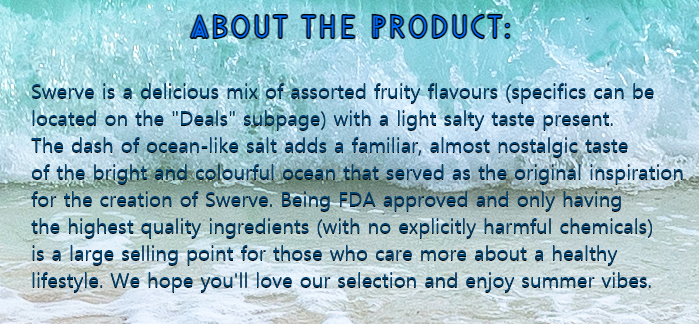 ABOUT THE PRODUCT:
Swerve is a delicious mix of assorted fruity flavours (specifics can be
located on the "Deals" subpage) with a light salty taste present.
The dash of ocean-like salt adds a familiar, almost nostalgic taste
of the bright and colourful ocean that served as the original inspiration
for the creation of Swerve. Being FDA approved and only having
the highest quality ingredients (with no explicitly harmful chemicals)
is a large selling point for those who care more about a healthy
lifestyle. We hope you'll love our selection and enjoy summer vibes.